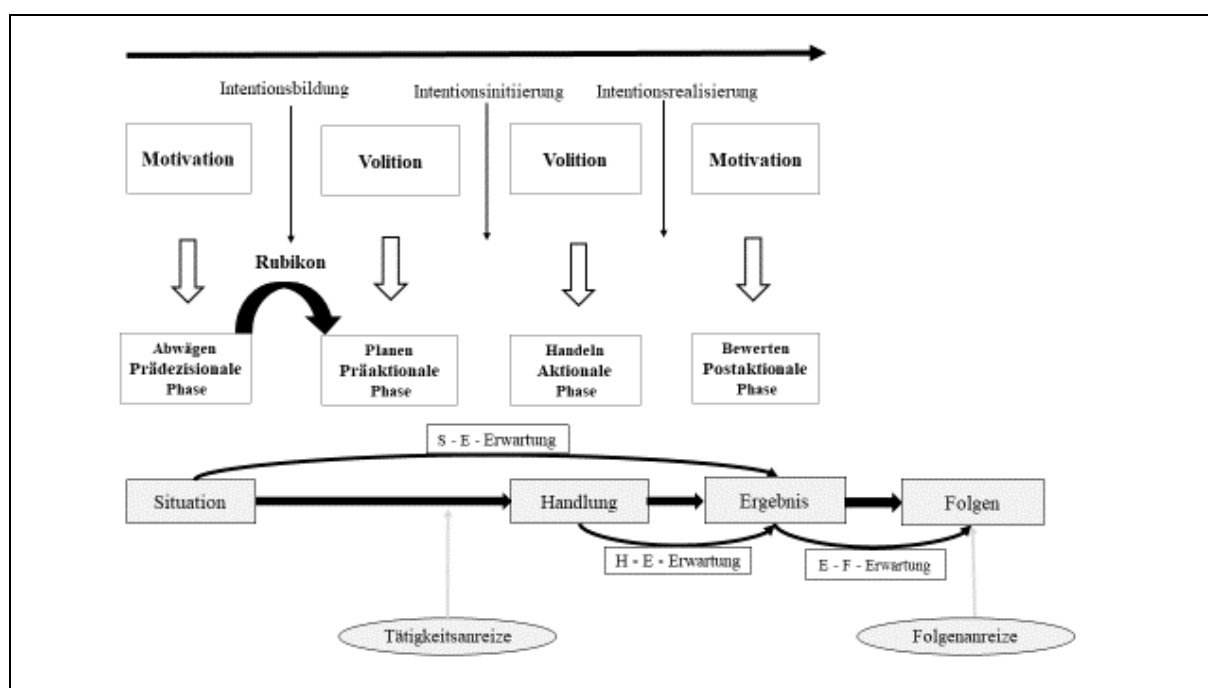 Intentionsbildung
Intentionsinitiierung
Intentionsrealisierung
Motivation
Volition
Volition
Motivation
Rubikon
Abwägen
Prädezisionale
Phase
Planen
Präaktionale
Phase
Handeln
Aktionale
Phase
Bewerten
Postaktionale
Phase
S - E - Erwartung
Situation
Handlung
Ergebnis
Folgen
H - E - Erwartung
E - F - Erwartung
Tätigkeitsanreize
Folgenanreize